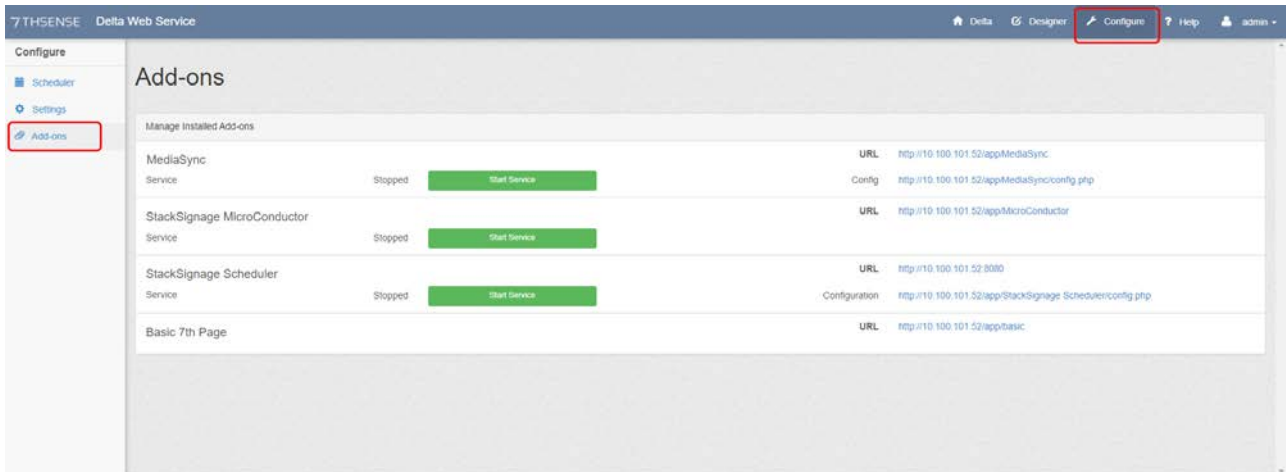 7THSENSE Delta Web Service Delta Designer Configure ? Help admin
Configure
Scheduler
Settings
Add-ons
Add-ons
Manage Installed Add-ons
MediaSync URL http://10.100.101.52/app/MediaSync
Service Stopped Start Service Config http://10.100.101.52/app/MediaSync/config.php
StackSignage MicroConductor URL http://10.100.101.52/app/MicroConductor
Service Stopped Start Service
StackSignage Scheduler URL http://10.100.101.52:8080
Service Stopped Start Service Configuration http://10.100.101.52/app/StackSignage Scheduler/config.php
Basic 7th Page URL http://10.100.101.52/app/basic